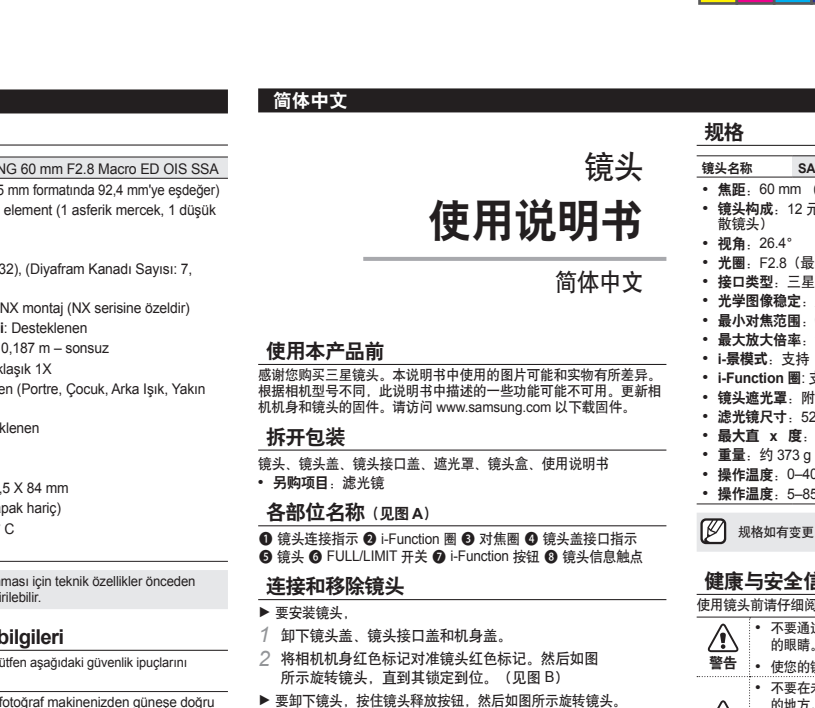 NG 60 mm F2.8 Macro ED OIS SSA
5 mm formatında 92,4 mm'ye eşdeğer)
element (1 asferik mercek, 1 düşük
32), (Diyafram Kanadı Sayısı: 7,
NX montaj (NX serisine özeldir)
i: Desteklenen
0,187 m – sonsuz
klaşık 1X
en (Portre, Çocuk, Arka Işık, Yakın
klenen
,5 X 84 mm
apak hariç)
° C
ması için teknik özellikler önceden
irilebilir.
bilgileri
ütfen aşağıdaki güvenlik ipuçlarını
fotoğraf makinenizden güneşe doğru
简体中文
镜头
使用说明书
简体中文
使用本产品前
感谢您购买三星镜头。本说明书中使用的图片可能和实物有所差异。
根据相机型号不同，此说明书中描述的一些功能可能不可用。更新相
机机身和镜头的固件。请访问 www.samsung.com 以下载固件。
拆开包装
镜头、镜头盖、镜头接口盖、遮光罩、镜头盒、使用说明书
• 另购项目：滤光镜
各部位名称（见图 A）
❶ 镜头连接指示 ❷ i-Function 圈 ❸ 对焦圈 ❹ 镜头盖接口指示
❺ 镜头 ❻ FULL/LIMIT 开关 ❼ i-Function 按钮 ❽ 镜头信息触点
连接和移除镜头
► 要安装镜头，
1 卸下镜头盖、镜头接口盖和机身盖。
2 将相机机身红色标记对准镜头红色标记。然后如图
所示旋转镜头，直到其锁定到位。（见图 B）
► 要卸下镜头，按住镜头释放按钮，然后如图所示旋转镜头。
规格
镜头名称 SA
• 焦距：60 mm （
• 镜头构成：12 元
散镜头）
• 视角：26.4°
• 光圈：F2.8（最
• 接口类型：三星
• 光学图像稳定：
• 最小对焦范围：
• 最大放大倍率：
• i-景模式：支持
• i-Function 圈: 支
• 镜头遮光罩：附
• 滤光镜尺寸：52
• 最大直 x 度：
• 重量：约 373 g
• 操作温度：0–40
• 操作温度：5–85
规格如有变更
健康与安全信
使用镜头前请仔细阅
• 不要通过
的眼睛。
警告
• 使您的镜
• 不要在未
的地方，